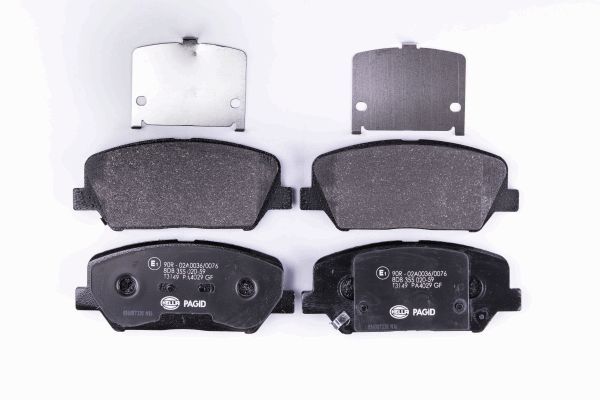 E1 90R - 02A0036/0076
8DB 355 020-59
T3149 PA4029 GF
HELLA PAGID
E1 90R - 02A0036/0076
8DB 355 020-59
T3149 PA4029 GF
HELLA PAGID